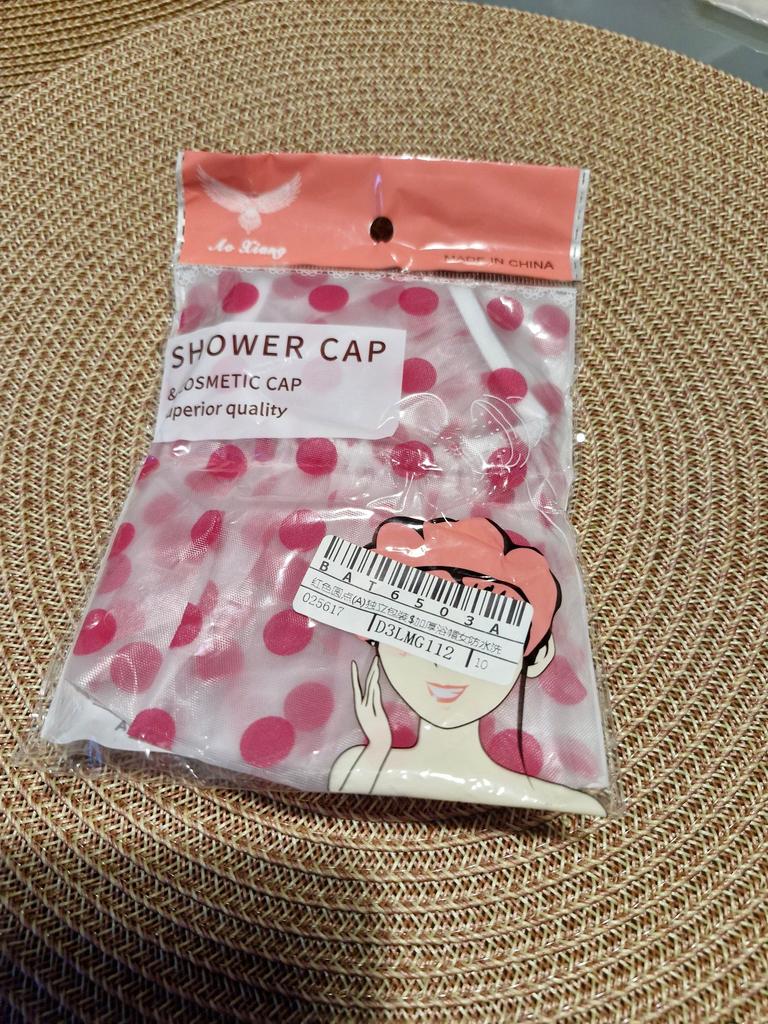 Ao Xiang
MADE IN CHINA
SHOWER CAP
& COSMETIC CAP
uperior quality
BAT6503A
红色圆点(A)独立包装$加厚浴帽女防水洗
025617
D3LMG112
10